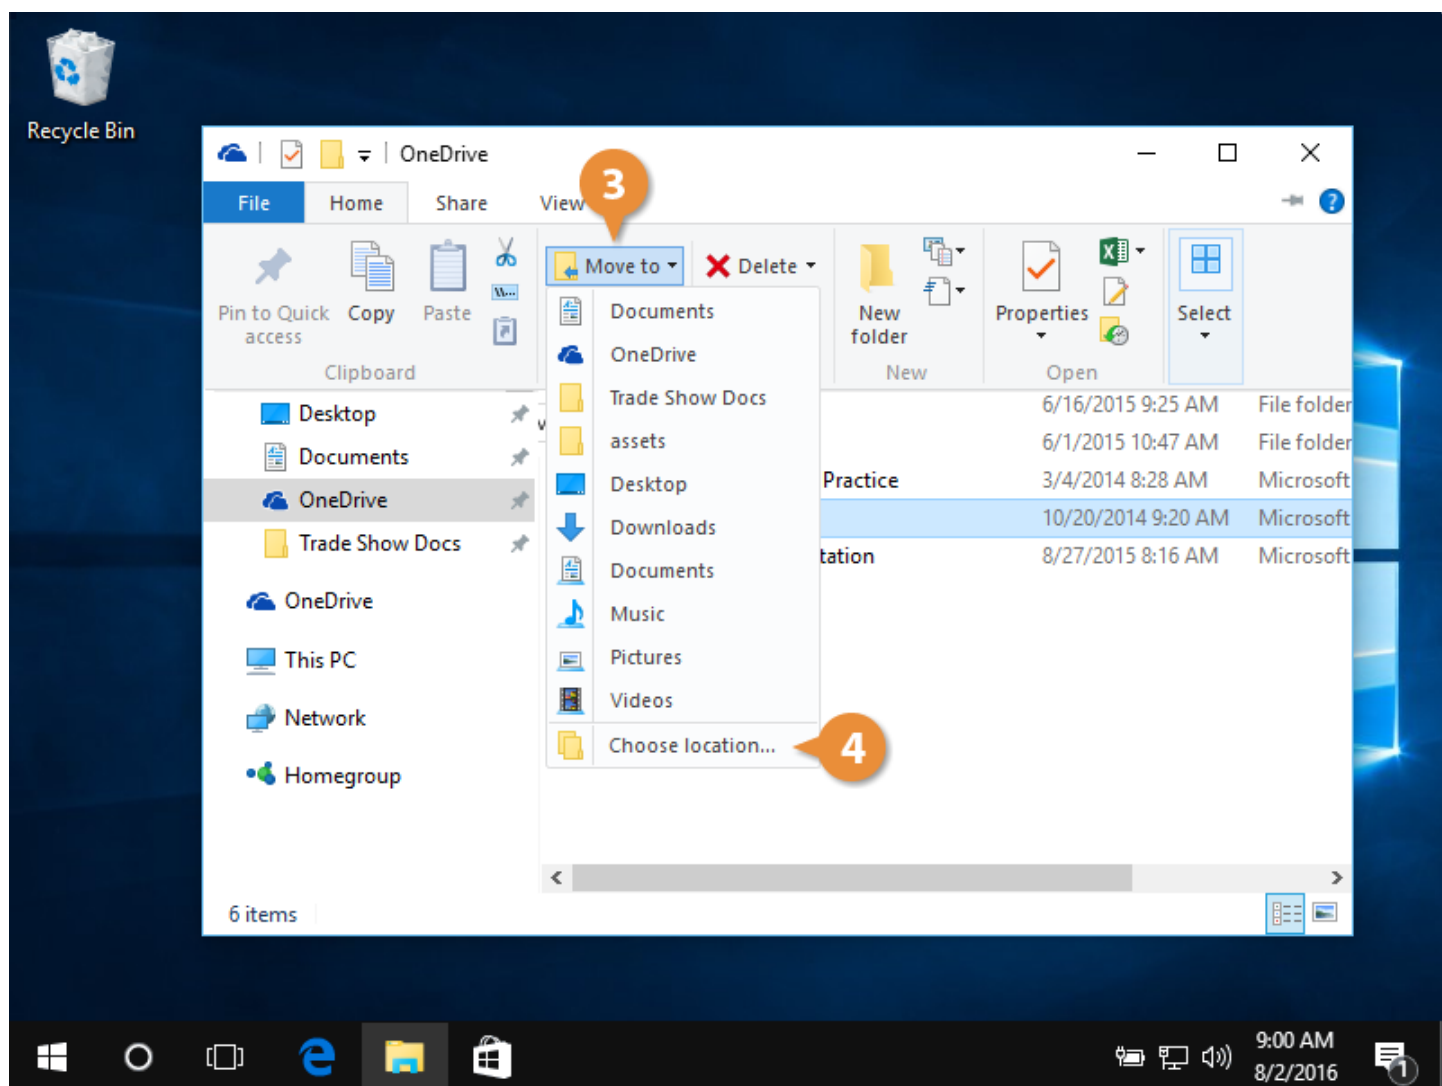 Recycle Bin
OneDrive
3
File Home Share View
?
Move to Delete
Pin to Quick access
Copy
Paste
Clipboard
New folder
New
Properties
Open
Select
Documents
OneDrive
Trade Show Docs
assets
Desktop
Downloads
Documents
Music
Pictures
Videos
Choose location...
4
Desktop
Documents
OneDrive
Trade Show Docs
OneDrive
This PC
Network
Homegroup
6/16/2015 9:25 AM File folder
6/1/2015 10:47 AM File folder
Practice 3/4/2014 8:28 AM Microsoft
10/20/2014 9:20 AM Microsoft
tation 8/27/2015 8:16 AM Microsoft
6 items
9:00 AM
8/2/2016
1